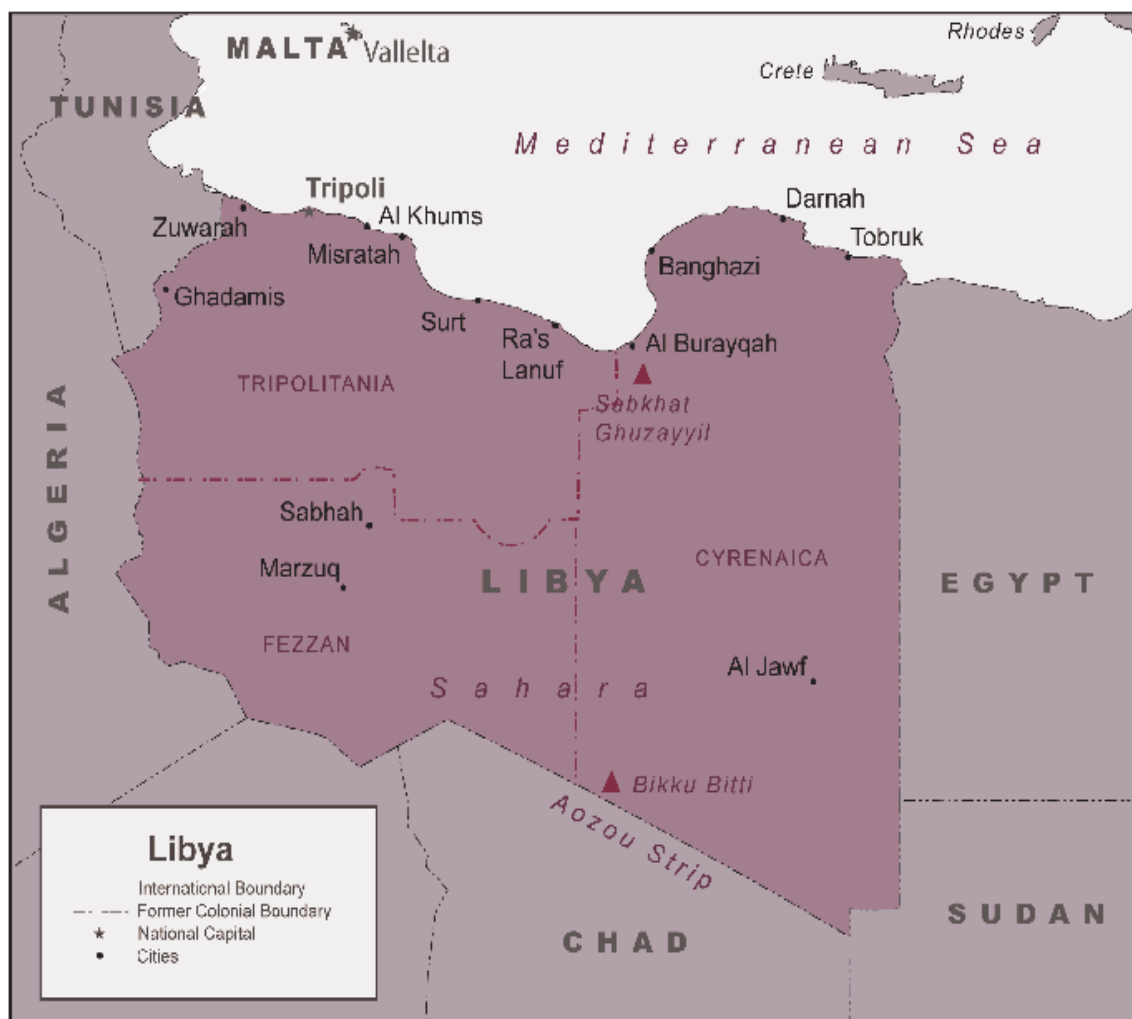 Rhodes
MALTA
Vallelta
Crete
TUNISIA
Mediterranean Sea
Tripoli
Darnah
Zuwarah
Al Khums
Misratah
Tobruk
Banghazi
Ghadamis
Surt
Ra's
Lanuf
Al Burayqah
TRIPOLITANIA
Sabkhat
Ghuzayyil
ALGERIA
Sabhah
CYRENAICA
Marzuq
LIBYA
EGYPT
FEZZAN
Al Jawf
Sahara
Bikku Bitti
Aozou Strip
Libya
International Boundary
Former Colonial Boundary
National Capital
Cities
CHAD
SUDAN